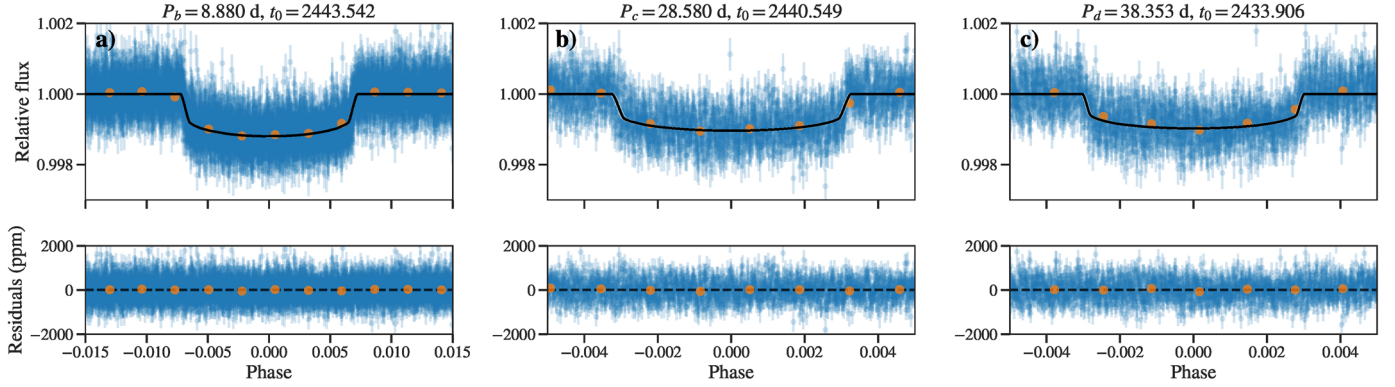 P_b = 8.880 d, t_0 = 2443.542
P_c = 28.580 d, t_0 = 2440.549
P_d = 38.353 d, t_0 = 2433.906
a)
b)
c)
Relative flux
1.002
1.000
0.998
1.002
1.000
0.998
1.002
1.000
0.998
Residuals (ppm)
2000
0
−2000
2000
0
−2000
2000
0
−2000
−0.015 −0.010 −0.005 0.000 0.005 0.010 0.015
−0.004 −0.002 0.000 0.002 0.004
−0.004 −0.002 0.000 0.002 0.004
Phase
Phase
Phase